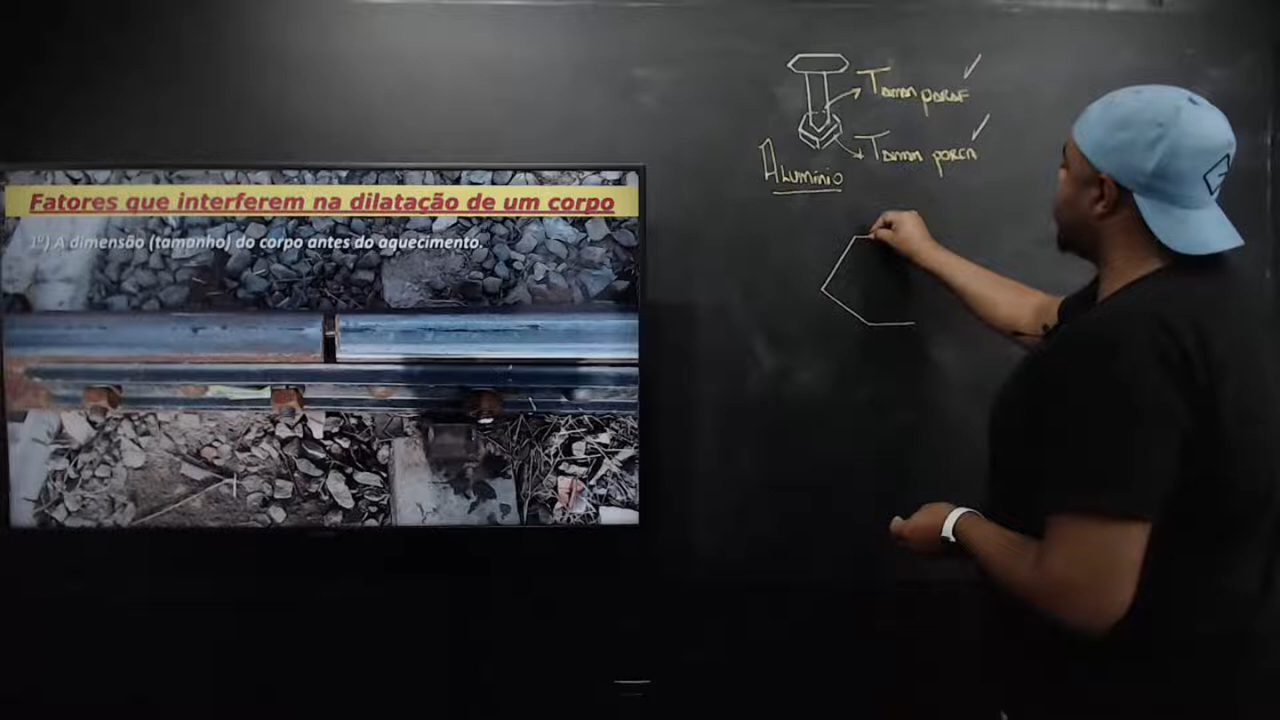 Fatores que interferem na dilatação de um corpo
1º) A dimensão (tamanho) do corpo antes do aquecimento.
Taman paraf
Taman porca
Alumínio